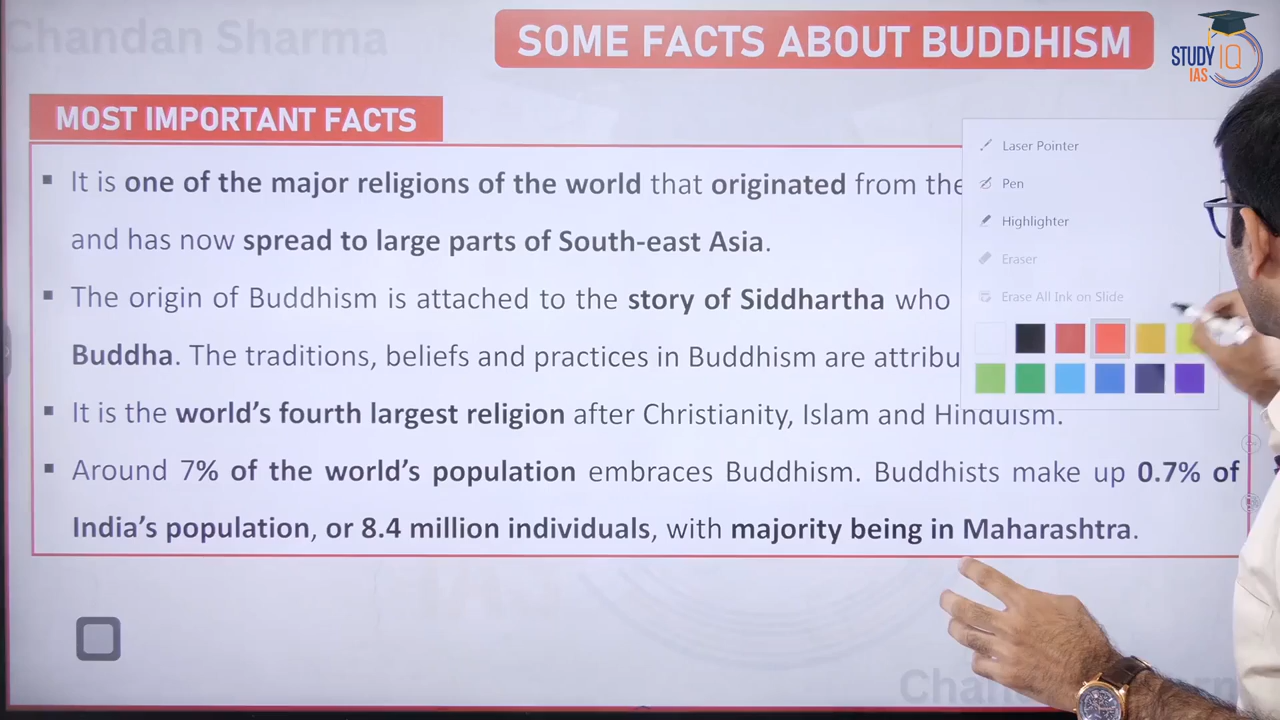 Chandan Sharma
SOME FACTS ABOUT BUDDHISM
STUDY IQ
IAS
MOST IMPORTANT FACTS
Laser Pointer
Pen
Highlighter
Eraser
Erase All Ink on Slide
▪ It is one of the major religions of the world that originated from the
and has now spread to large parts of South-east Asia.
▪ The origin of Buddhism is attached to the story of Siddhartha who
Buddha. The traditions, beliefs and practices in Buddhism are
▪ It is the world's fourth largest religion after Christianity, Islam and Hinduism.
▪ Around 7% of the world's population embraces Buddhism. Buddhists make up 0.7% of
India's population, or 8.4 million individuals, with majority being in Maharashtra.